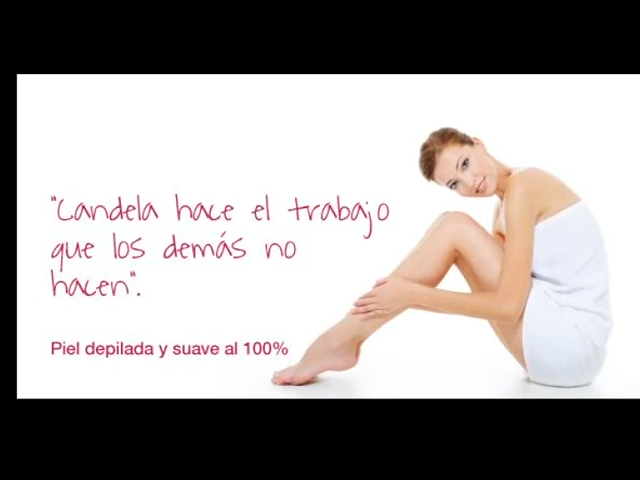 "Candela hace el trabajo
que los demás no
hacen".
Piel depilada y suave al 100%